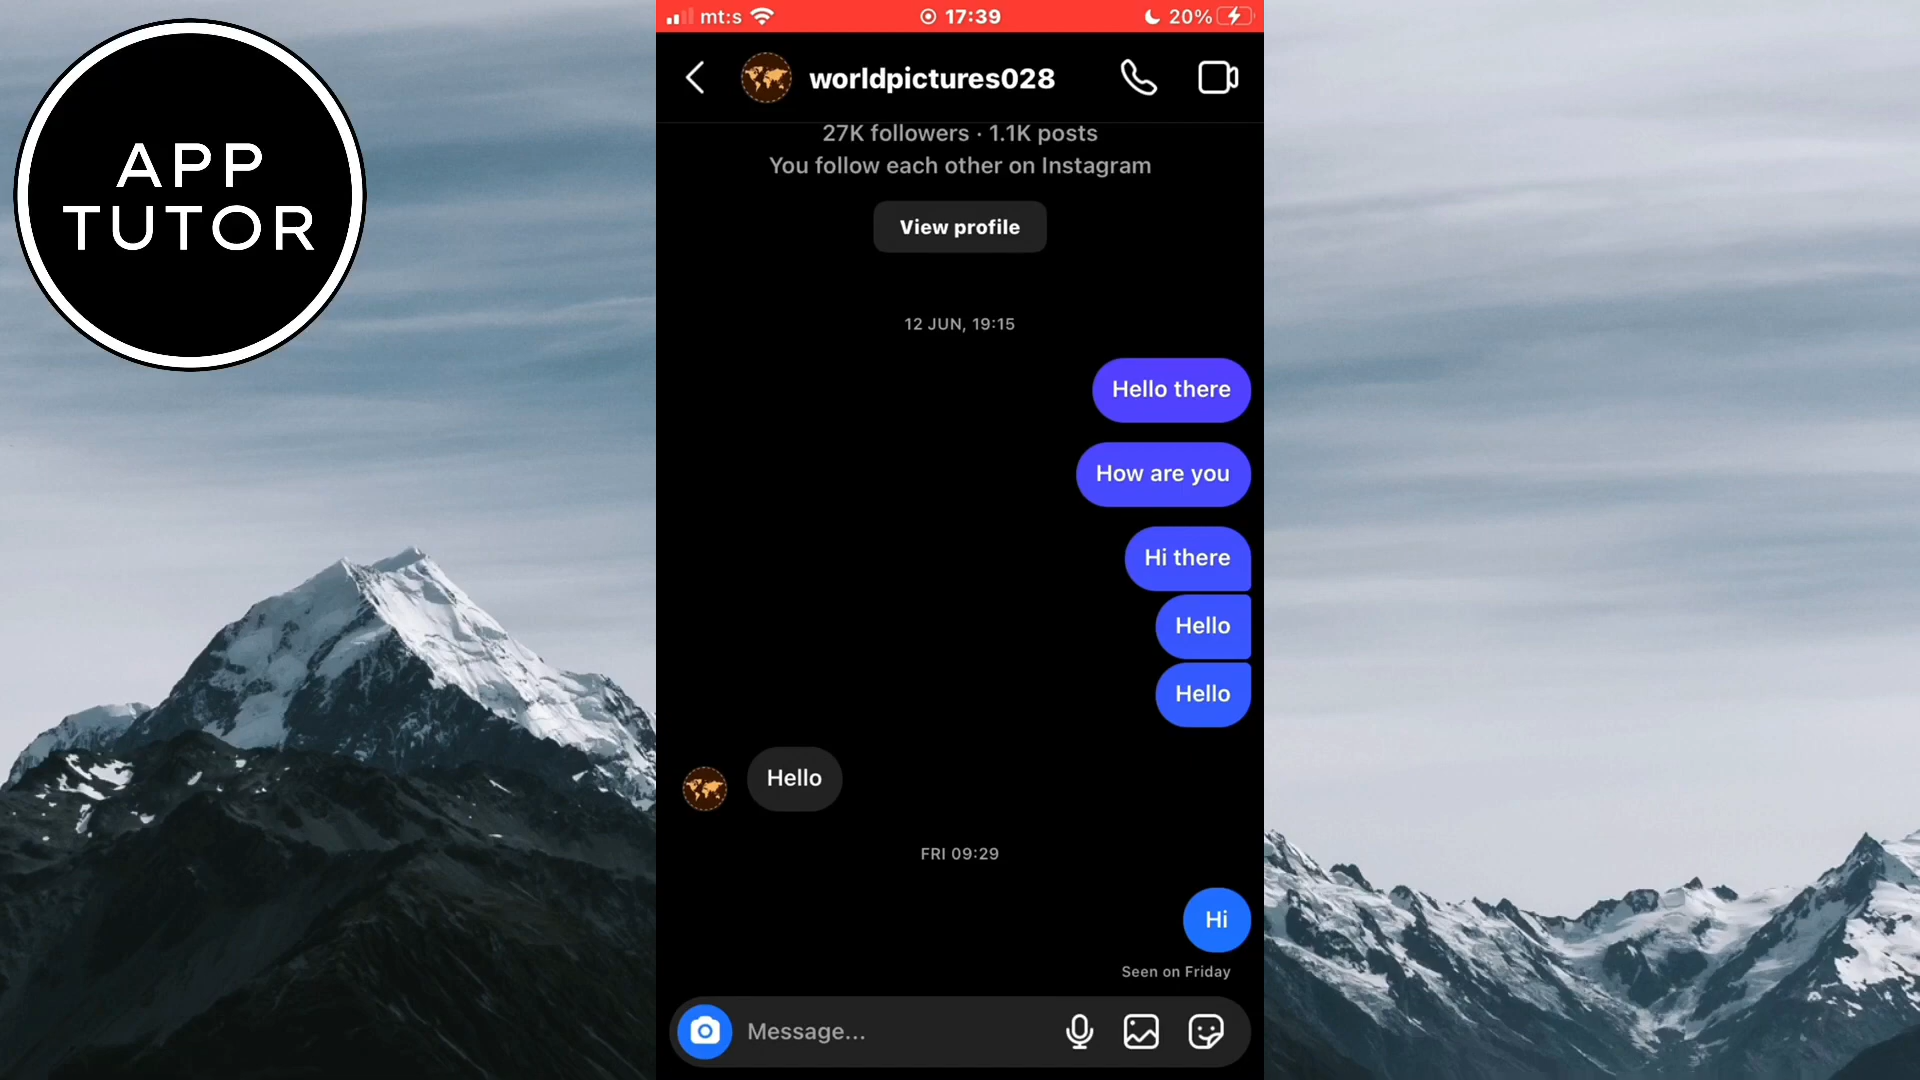 APP
TUTOR
mt:s
17:39
20%
worldpictures028
27K followers · 1.1K posts
You follow each other on Instagram
View profile
12 JUN, 19:15
Hello there
How are you
Hi there
Hello
Hello
Hello
FRI 09:29
Hi
Seen on Friday
Message...